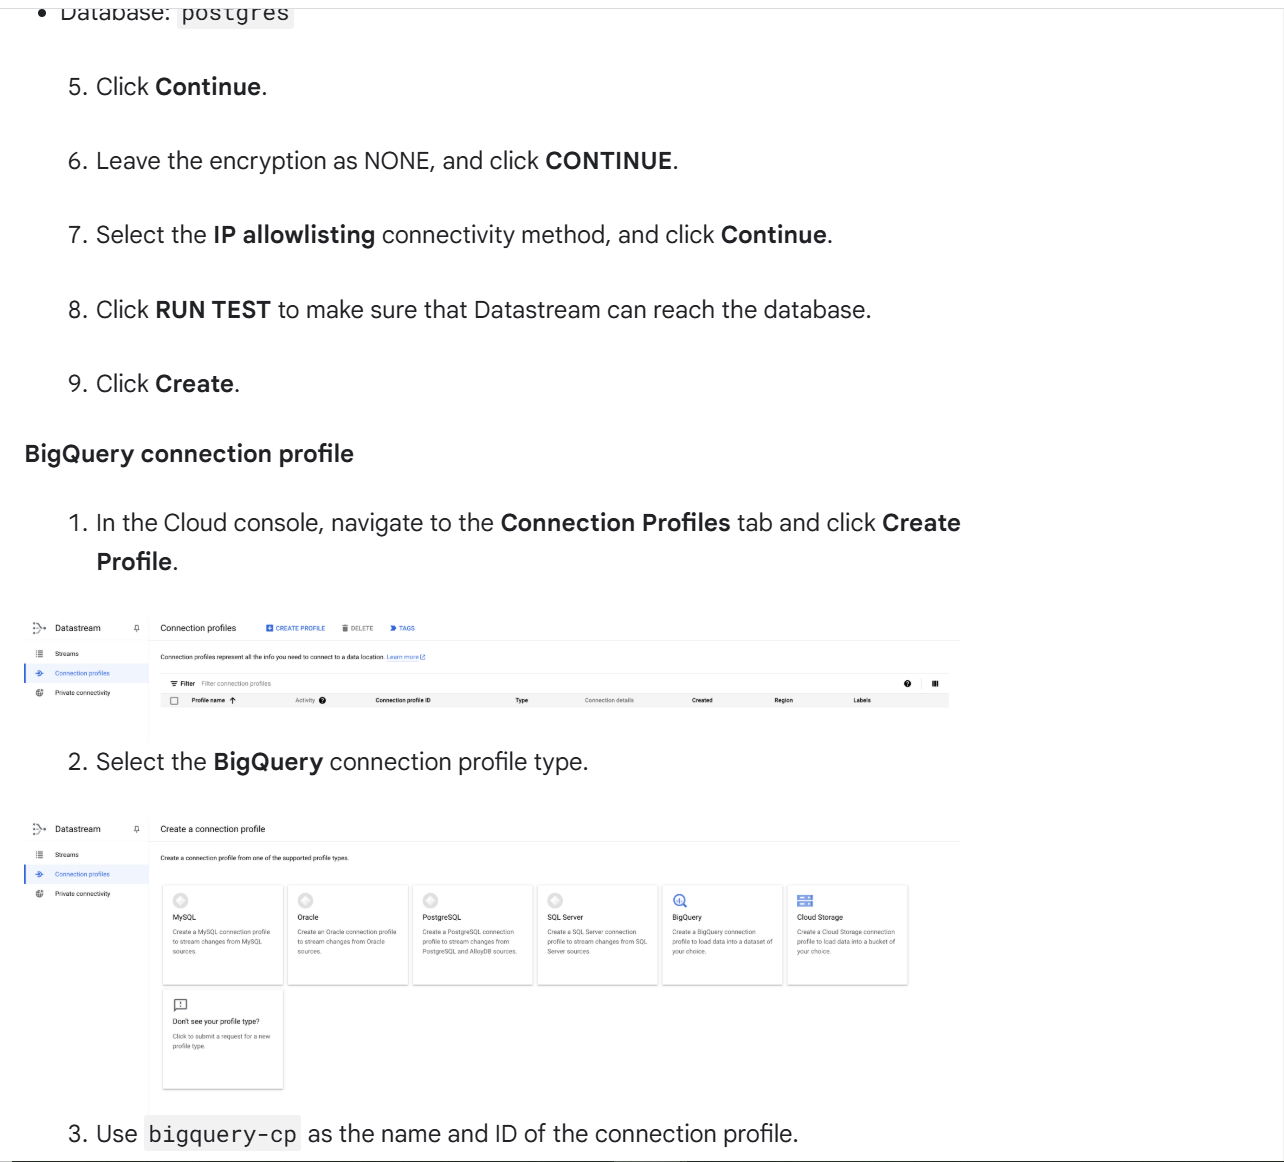 Database: postgres
5. Click Continue.
6. Leave the encryption as NONE, and click CONTINUE.
7. Select the IP allowlisting connectivity method, and click Continue.
8. Click RUN TEST to make sure that Datastream can reach the database.
9. Click Create.
BigQuery connection profile
1. In the Cloud console, navigate to the Connection Profiles tab and click Create
Profile.
Datastream
Connection profiles CREATE PROFILE DELETE TAGS
Streams
Connection profiles
Private connectivity
Connection profiles represent all the info you need to connect to a data location. Learn more
Filter Filter connection profiles
Profile name Activity Connection profile ID Type Connection details Created Region Labels
2. Select the BigQuery connection profile type.
Datastream
Create a connection profile
Streams
Connection profiles
Private connectivity
Create a connection profile from one of the supported profile types.
MySQL
Create a MySQL connection profile
to stream changes from MySQL
sources.
Oracle
Create an Oracle connection profile
to stream changes from Oracle
sources.
PostgreSQL
Create a PostgreSQL connection
profile to stream changes from
PostgreSQL and AlloyDB sources.
SQL Server
Create a SQL Server connection
profile to stream changes from SQL
Server sources.
BigQuery
Create a BigQuery connection
profile to load data into a dataset of
your choice.
Cloud Storage
Create a Cloud Storage connection
profile to load data into a bucket of
your choice.
Don't see your profile type?
Click to submit a request for a new
profile type.
3. Use bigquery-cp as the name and ID of the connection profile.